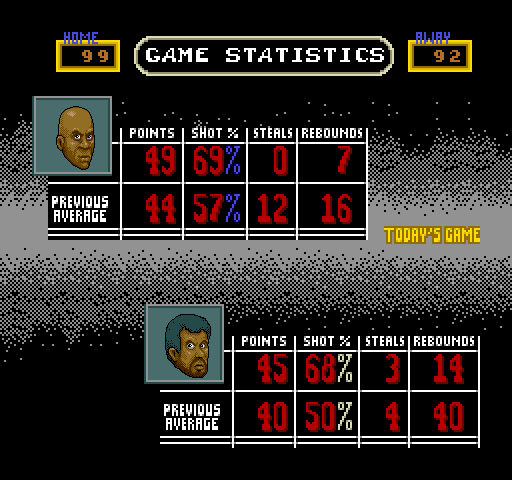 HOME
99
GAME STATISTICS
AWAY
92
POINTS SHOT % STEALS REBOUNDS
49 69% 0 7
PREVIOUS
AVERAGE
44 57% 12 16
TODAY'S GAME
POINTS SHOT % STEALS REBOUNDS
45 68% 3 14
PREVIOUS
AVERAGE
40 50% 4 40